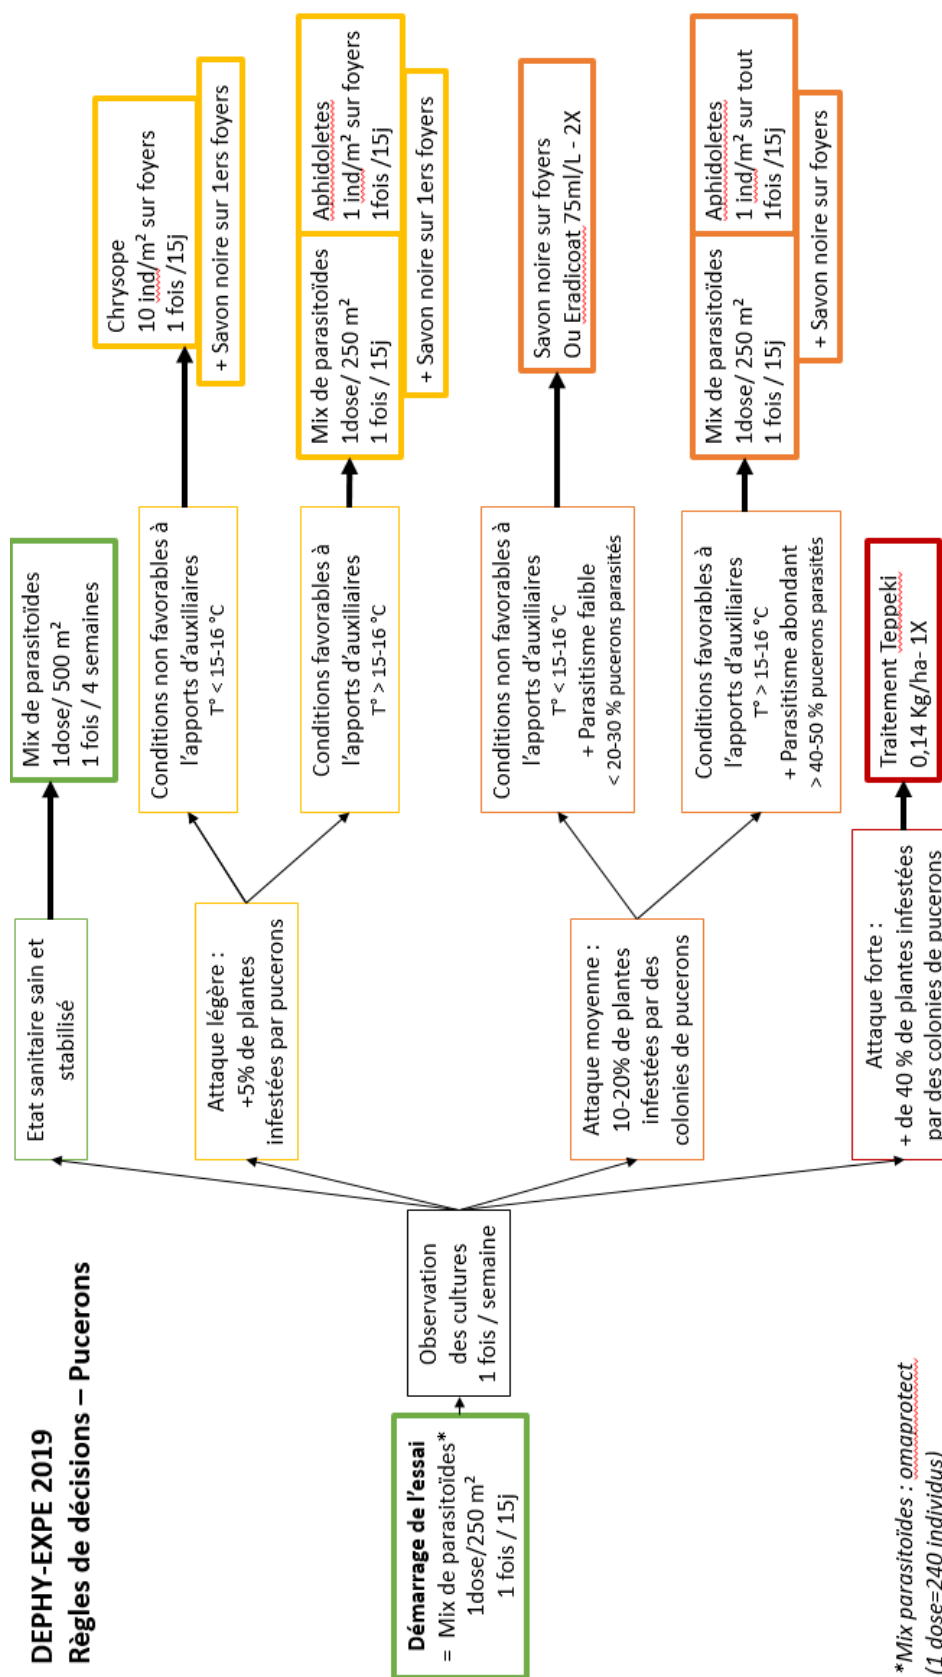 DEPHY-EXPE 2019
Règles de décisions – Pucerons
Démarrage de l'essai
= Mix de parasitoïdes*
1dose/250 m²
1 fois / 15j
Observation
des cultures
1 fois / semaine
Etat sanitaire sain et
stabilisé
Mix de parasitoïdes
1dose/ 500 m²
1 fois / 4 semaines
Attaque légère :
+5% de plantes
infestées par pucerons
Conditions non favorables à
l'apports d'auxiliaires
T° < 15-16 °C
Chrysope
10 ind/m² sur foyers
1 fois /15j
+ Savon noire sur 1ers foyers
Conditions favorables à
l'apports d'auxiliaires
T° > 15-16 °C
Mix de parasitoïdes
1dose/ 250 m²
1 fois / 15j
Aphidoletes
1 ind/m² sur foyers
1fois /15j
+ Savon noire sur 1ers foyers
Attaque moyenne :
10-20% de plantes
infestées par des
colonies de pucerons
Conditions non favorables à
l'apports d'auxiliaires
T° < 15-16 °C
+ Parasitisme faible
< 20-30 % pucerons parasités
Savon noire sur foyers
Ou Eradicoat 75ml/L - 2X
Conditions favorables à
l'apports d'auxiliaires
T° > 15-16 °C
+ Parasitisme abondant
> 40-50 % pucerons parasités
Mix de parasitoïdes
1dose/ 250 m²
1 fois / 15j
Aphidoletes
1 ind/m² sur tout
1fois /15j
+ Savon noire sur foyers
Attaque forte :
+ de 40 % de plantes infestées
par des colonies de pucerons
Traitement Teppeki
0,14 Kg/ha- 1X
*Mix parasitoïdes : omaprotect
(1 dose=240 individus)